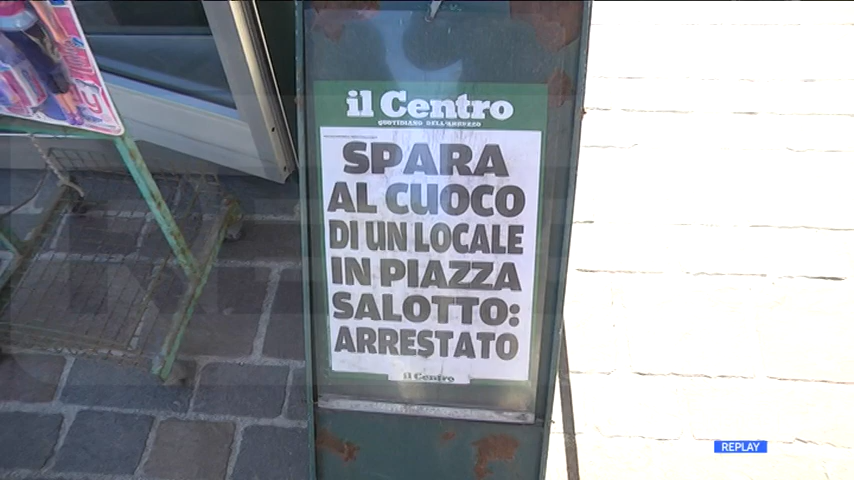 il Centro
QUOTIDIANO DELL'ABRUZZO
SPARA
AL CUOCO
DI UN LOCALE
IN PIAZZA
SALOTTO:
ARRESTATO
il Centro
REPLAY